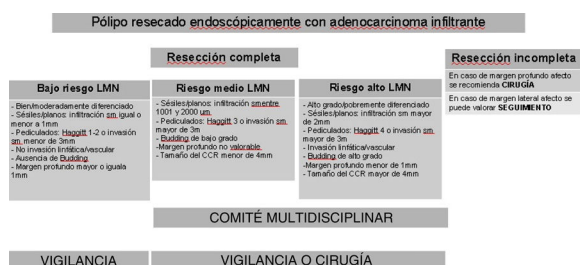 Pólipo resecado endoscópicamente con adenocarcinoma infiltrante
Resección completa
Resección incompleta
En caso de margen profundo afecto
se recomienda CIRUGÍA
En caso de margen lateral afecto se
puede valorar SEGUIMIENTO
Bajo riesgo LMN
- Bien/moderadamente diferenciado
- Sésiles/planos: infiltración sm igual o
menor a 1mm
- Pediculados: Haggitt 1-2 o invasión
sm menor de 3mm
- No invasión linfática/vascular
- Ausencia de Budding
- Margen profundo mayor o iguala
1mm
Riesgo medio LMN
- Sésiles/planos: infiltración smentre
1001 y 2000 um.
- Pediculados: Haggitt 3 o invasión sm
mayor de 3m
- Budding de bajo grado
-Margen profundo no valorable
- Tamaño del CCR menor de 4mm
Riesgo alto LMN
- Alto grado/pobremente diferenciado
- Sésiles/planos: infiltración sm mayor
de 2mm
- Pediculados: Haggitt 4 o invasión sm
mayor de 3m
- Invasión linfática/vascular
- Budding de alto grado
-Margen profundo menor de 1mm
- Tamaño del CCR mayor de 4mm
COMITÉ MULTIDISCIPLINAR
VIGILANCIA
VIGILANCIA O CIRUGÍA